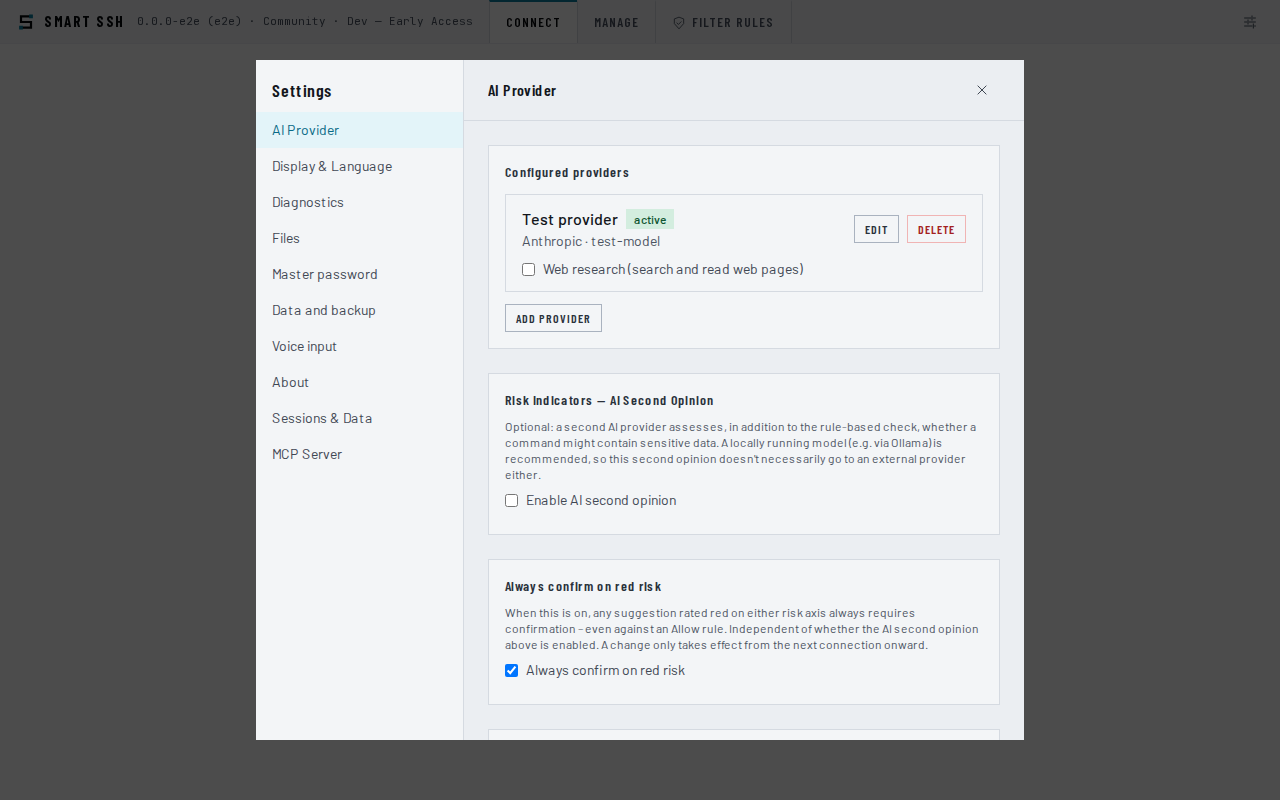 SMART SSH 0.0.0-e2e (e2e) · Community · Dev — Early Access CONNECT MANAGE FILTER RULES
Settings
AI Provider
Display & Language
Diagnostics
Files
Master password
Data and backup
Voice input
About
Sessions & Data
MCP Server
AI Provider
Configured providers
Test provider active
Anthropic · test-model
EDIT DELETE
Web research (search and read web pages)
ADD PROVIDER
Risk Indicators — AI Second Opinion
Optional: a second AI provider assesses, in addition to the rule-based check, whether a
command might contain sensitive data. A locally running model (e.g. via Ollama) is
recommended, so this second opinion doesn't necessarily go to an external provider
either.
Enable AI second opinion
Always confirm on red risk
When this is on, any suggestion rated red on either risk axis always requires
confirmation – even against an Allow rule. Independent of whether the AI second opinion
above is enabled. A change only takes effect from the next connection onward.
Always confirm on red risk